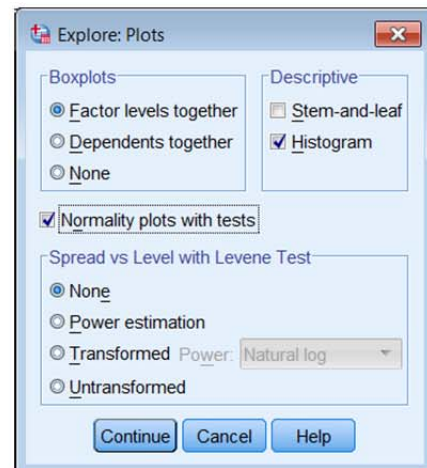 Explore: Plots
Boxplots
Factor levels together
Dependents together
None
Descriptive
Stem-and-leaf
Histogram
Normality plots with tests
Spread vs Level with Levene Test
None
Power estimation
Transformed Power: Natural log
Untransformed
Continue Cancel Help